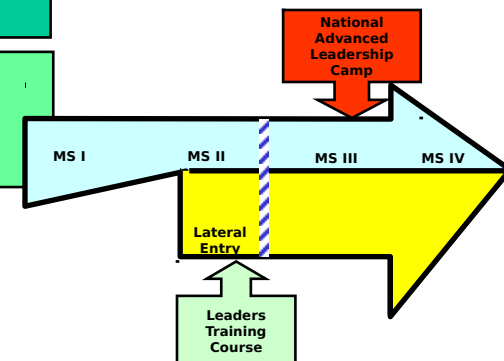 National
Advanced
Leadership
Camp
MS I
MS II
MS III
MS IV
Lateral
Entry
Leaders
Training
Course